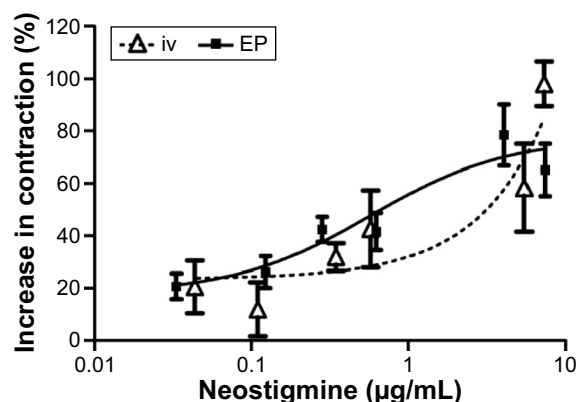 Increase in contraction (%)
120
100
80
60
40
20
0
iv
EP
0.01
0.1
1
10
Neostigmine (µg/mL)